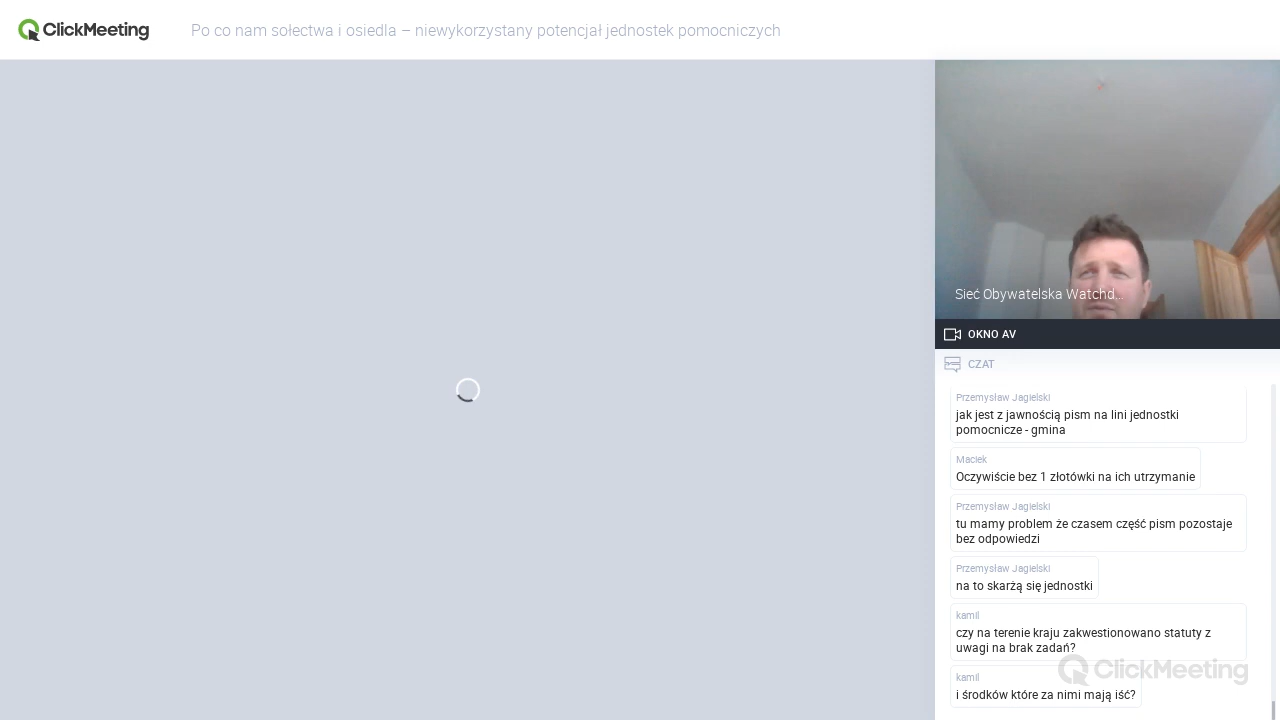 ClickMeeting
Po co nam sołectwa i osiedla – niewykorzystany potencjał jednostek pomocniczych
Sieć Obywatelska Watchd...
OKNO AV
CZAT
Przemysław Jagielski
jak jest z jawnością pism na lini jednostki
pomocnicze - gmina
Maciek
Oczywiście bez 1 złotówki na ich utrzymanie
Przemysław Jagielski
tu mamy problem że czasem część pism pozostaje
bez odpowiedzi
Przemysław Jagielski
na to skarżą się jednostki
kamil
czy na terenie kraju zakwestionowano statuty z
uwagi na brak zadań?
ClickMeeting
kamil
i środków które za nimi mają iść?